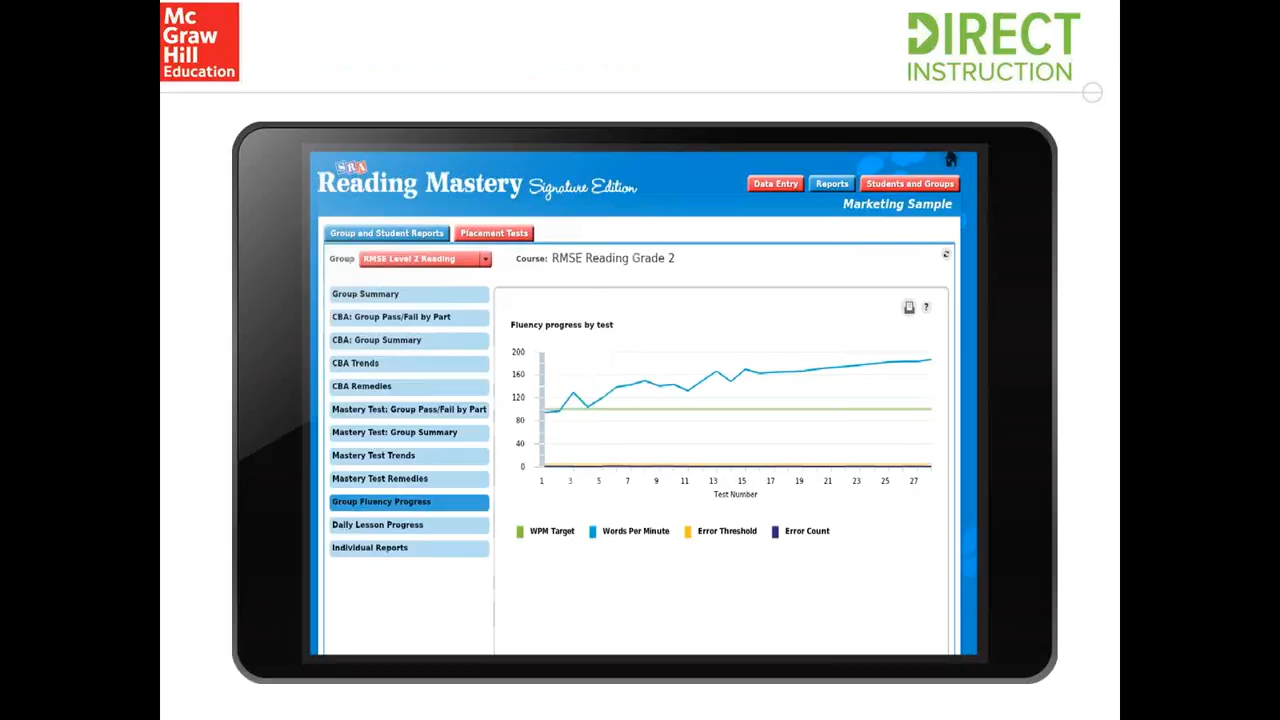 Mc
Graw
Hill
Education
DIRECT
INSTRUCTION
SRA
Reading Mastery Signature Edition
Data Entry
Reports
Students and Groups
Marketing Sample
Group and Student Reports
Placement Tests
Group
RMSE Level 2 Reading
Course: RMSE Reading Grade 2
Group Summary
CBA: Group Pass/Fail by Part
CBA: Group Summary
CBA Trends
CBA Remedies
Mastery Test: Group Pass/Fail by Part
Mastery Test: Group Summary
Mastery Test Trends
Mastery Test Remedies
Group Fluency Progress
Daily Lesson Progress
Individual Reports
?
Fluency progress by test
200
160
120
80
40
0
1 3 5 7 9 11 13 15 17 19 21 23 25 27
Test Number
WPM Target Words Per Minute Error Threshold Error Count